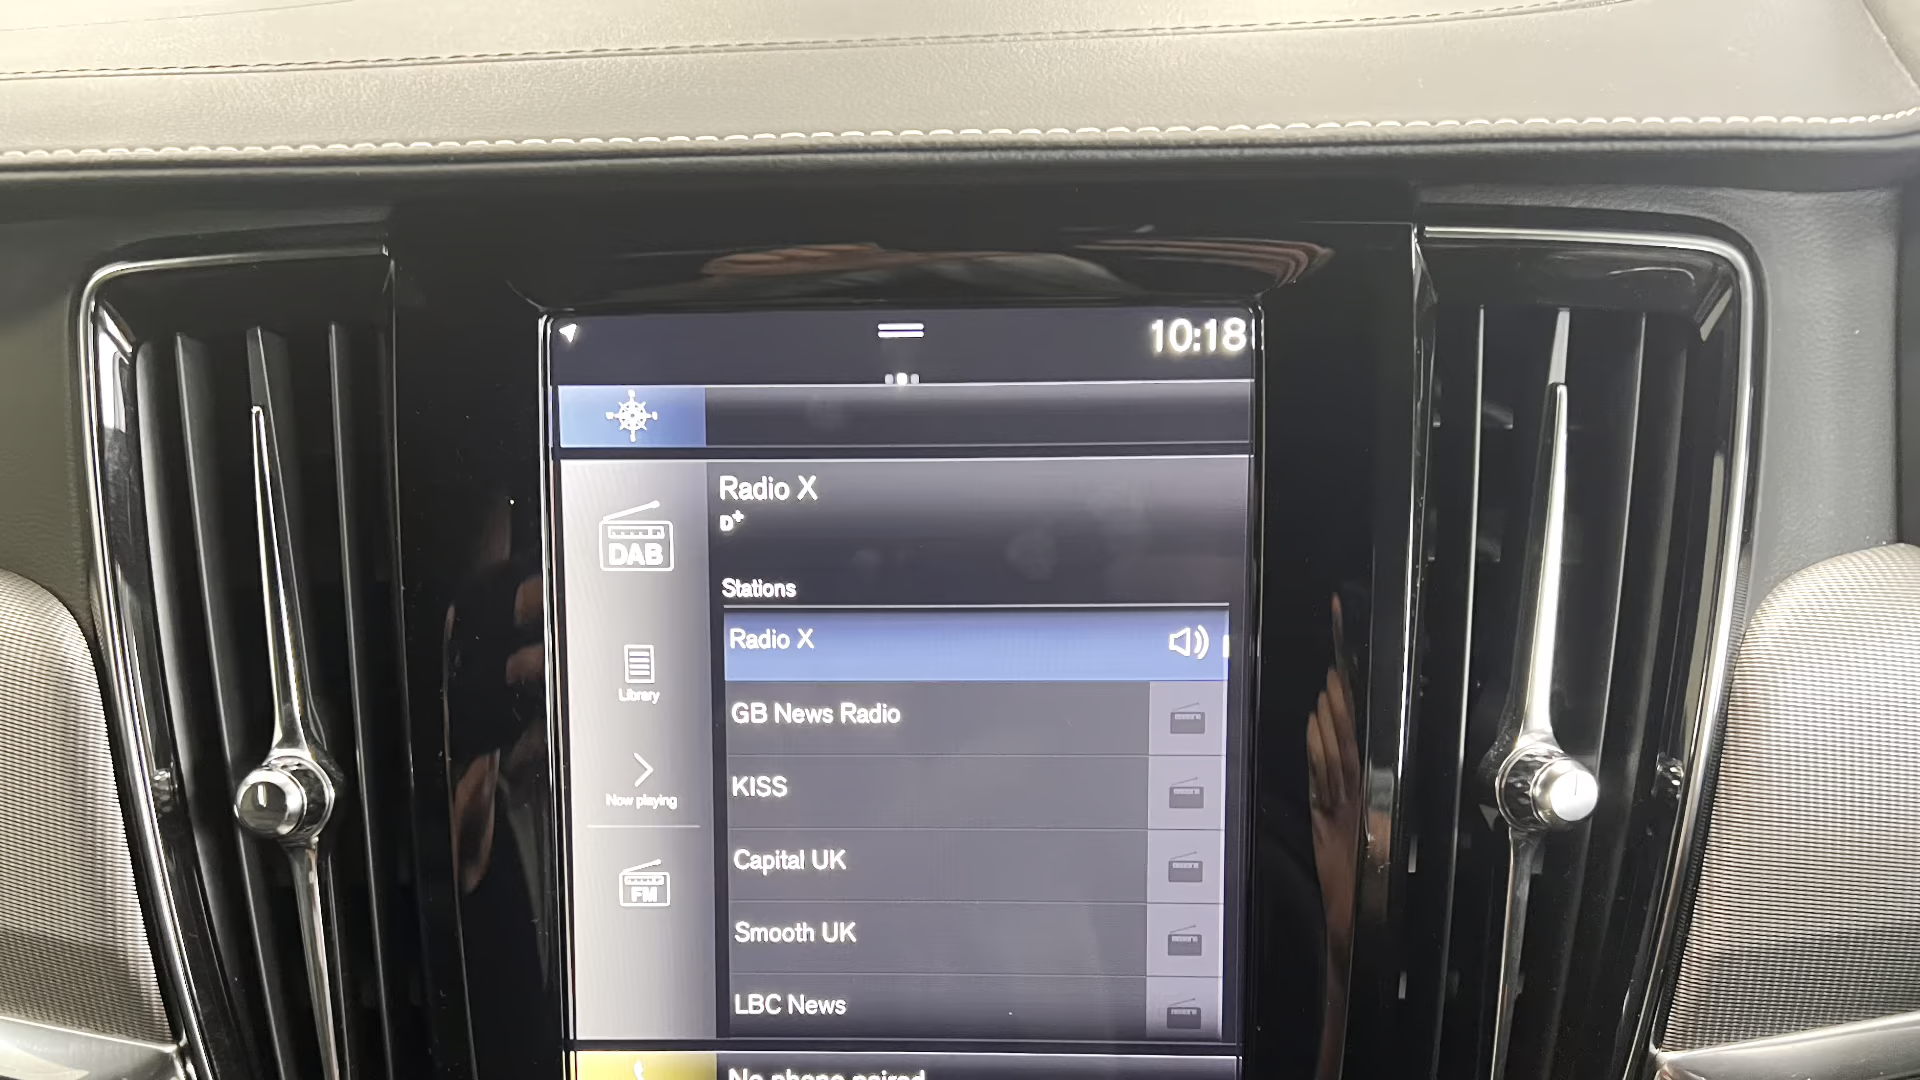 10:18
Radio X
D+
DAB
Stations
Radio X
Library
GB News Radio
Now playing
KISS
FM
Capital UK
Smooth UK
LBC News
No phone paired